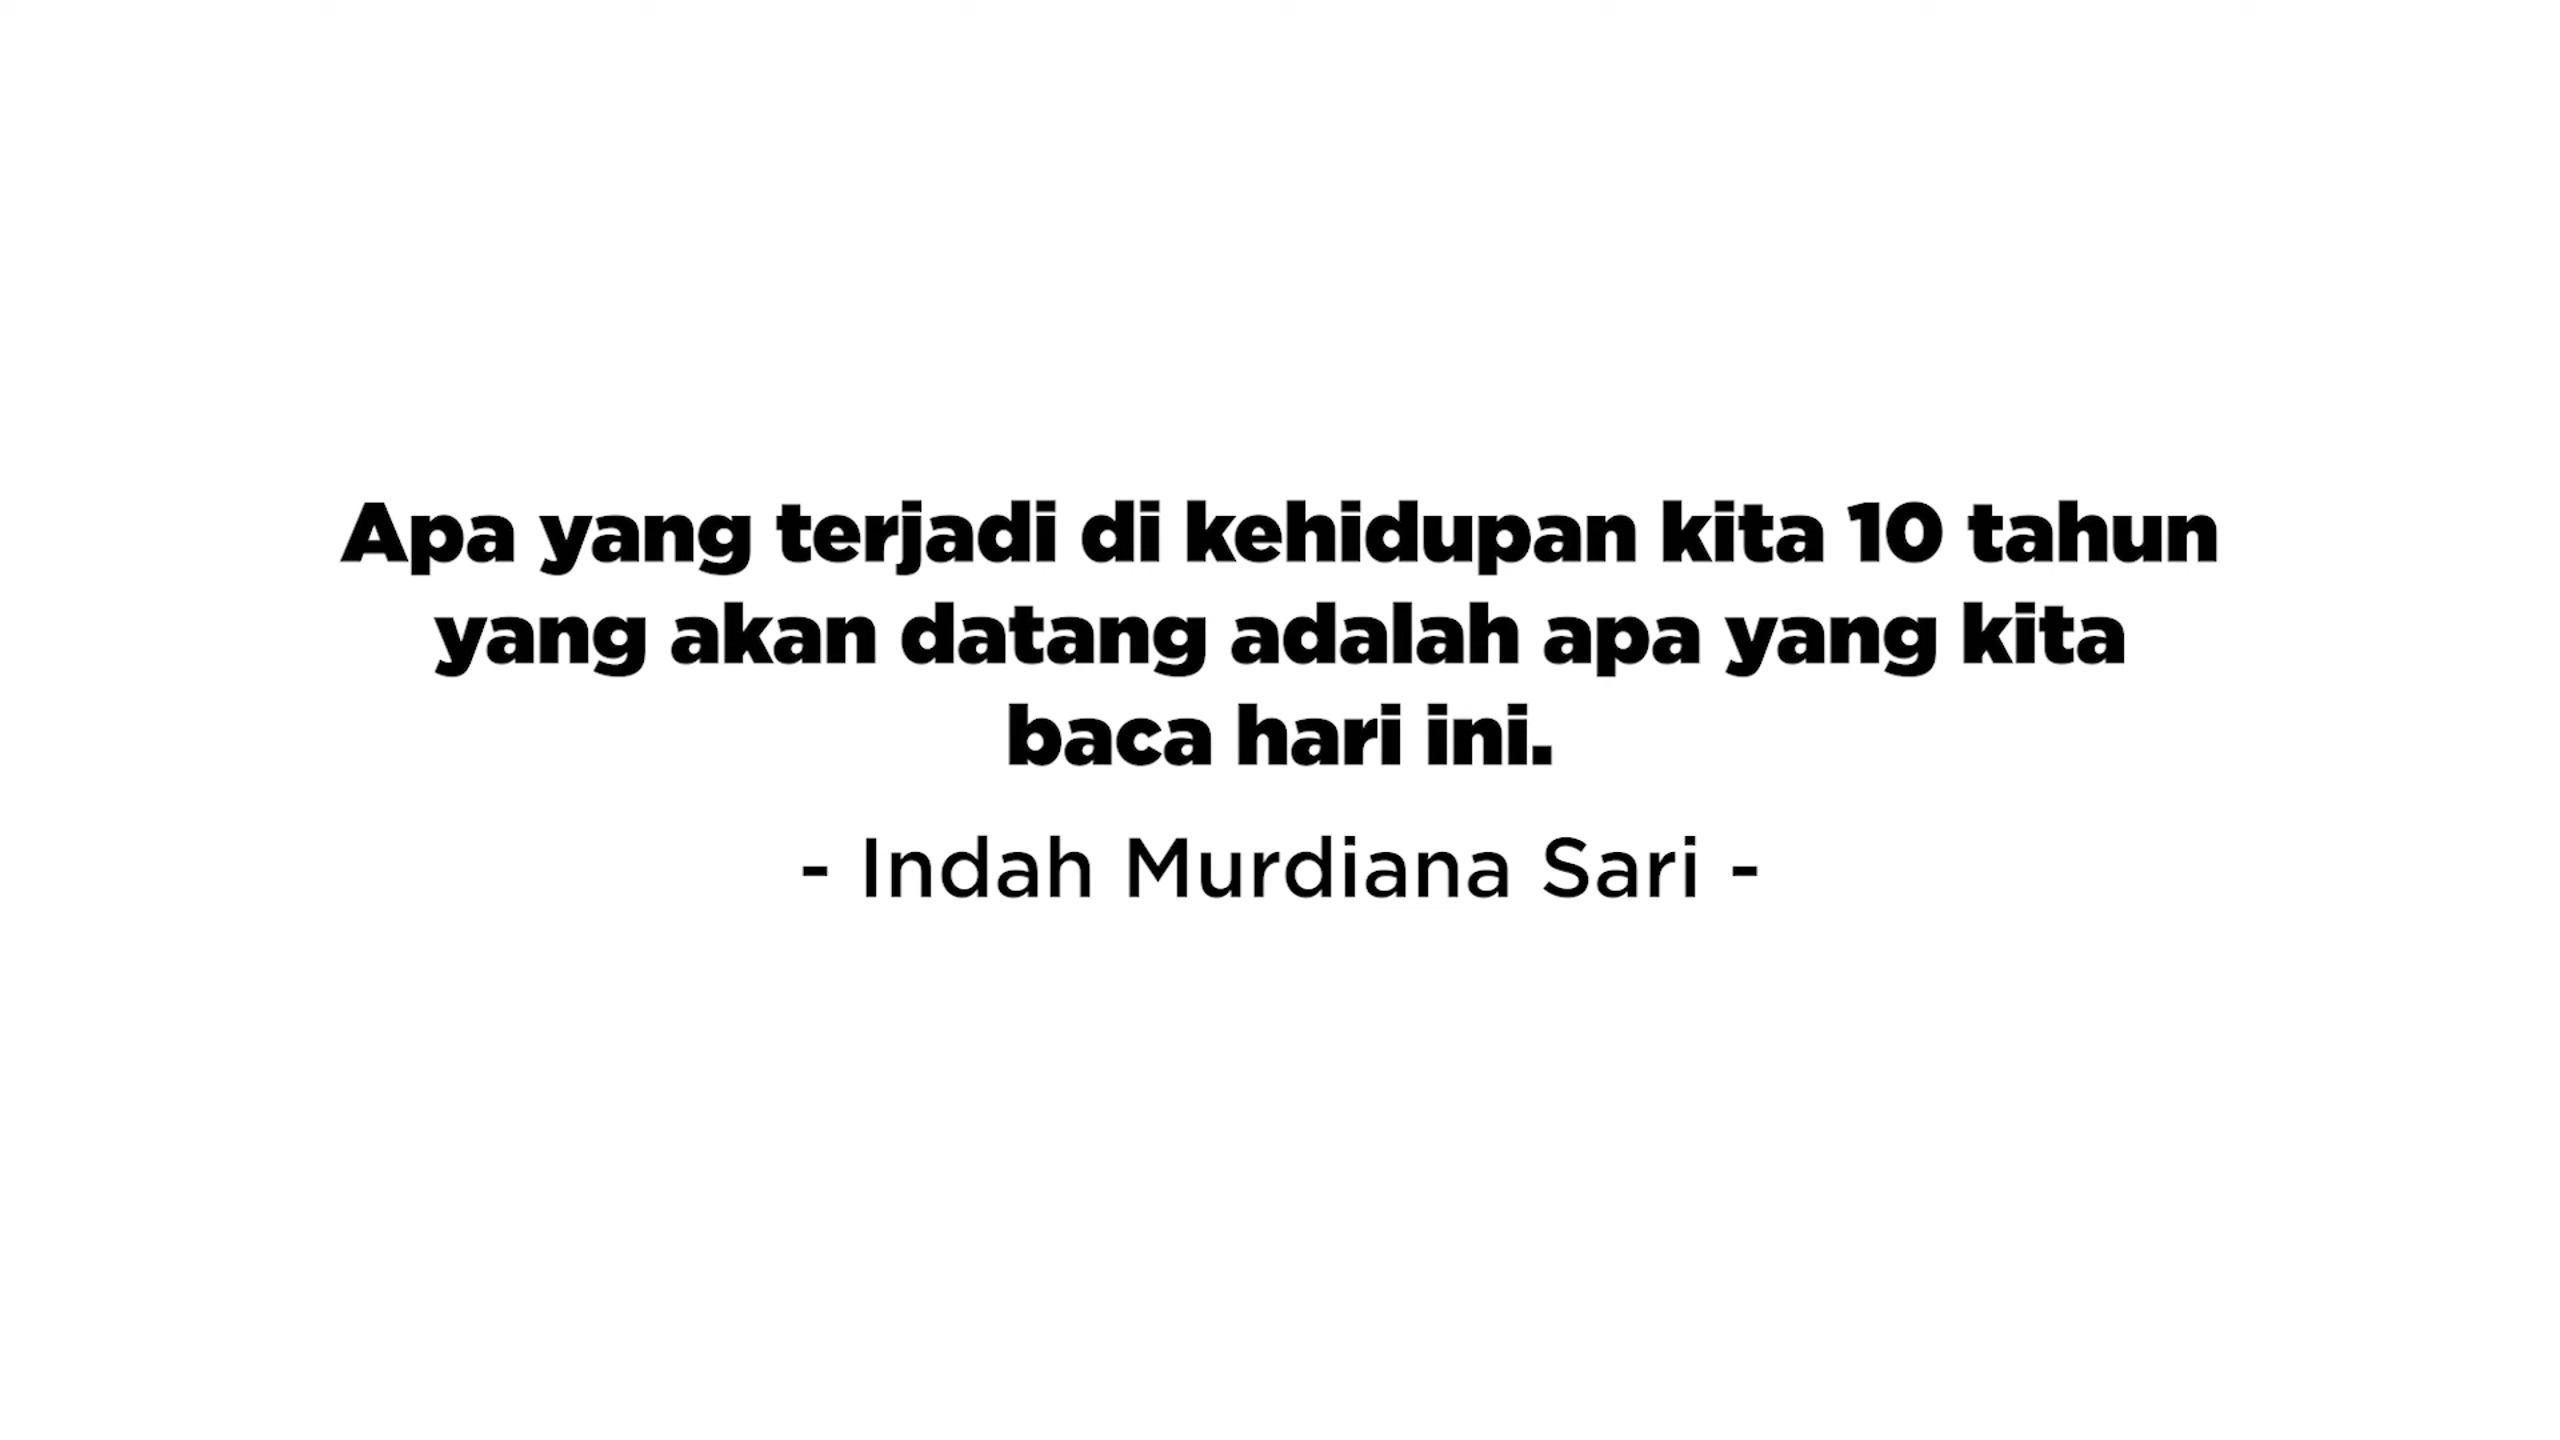 Apa yang terjadi di kehidupan kita 10 tahun
yang akan datang adalah apa yang kita
baca hari ini.
- Indah Murdiana Sari -